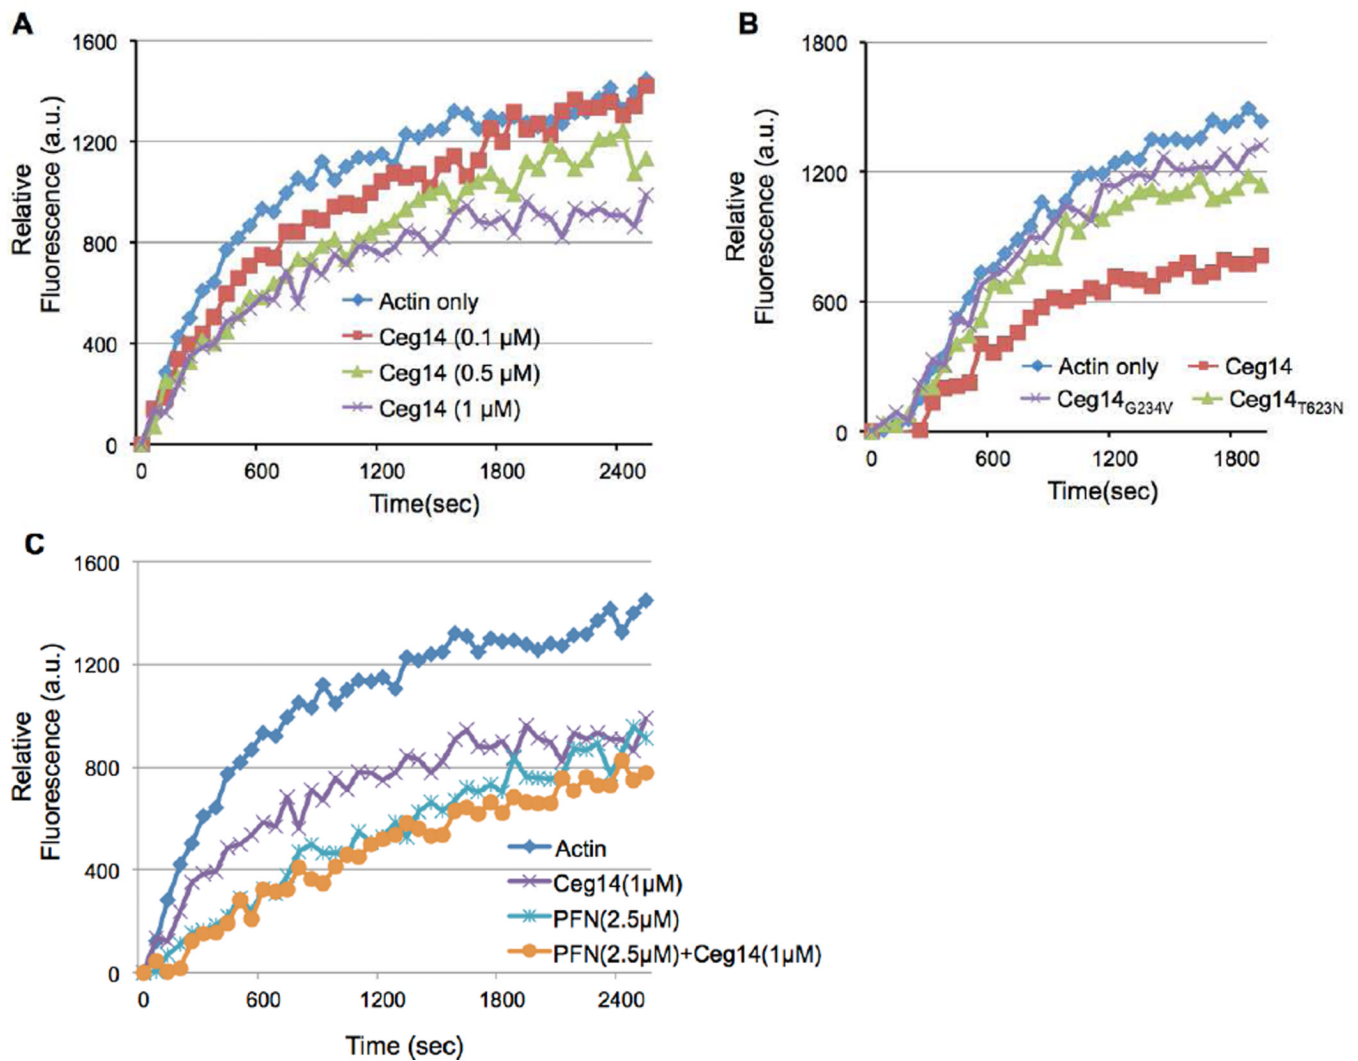 A
1600
1200
800
400
0
Relative
Fluorescence (a.u.)
Actin only
Ceg14 (0.1 µM)
Ceg14 (0.5 µM)
Ceg14 (1 µM)
0 600 1200 1800 2400
Time(sec)
B
1800
1200
600
0
Relative
Fluorescence (a.u.)
Actin only Ceg14
Ceg14G234V Ceg14T623N
0 600 1200 1800
Time(sec)
C
1600
1200
800
400
0
Relative
Fluorescence (a.u.)
Actin
Ceg14(1µM)
PFN(2.5µM)
PFN(2.5µM)+Ceg14(1µM)
0 600 1200 1800 2400
Time (sec)